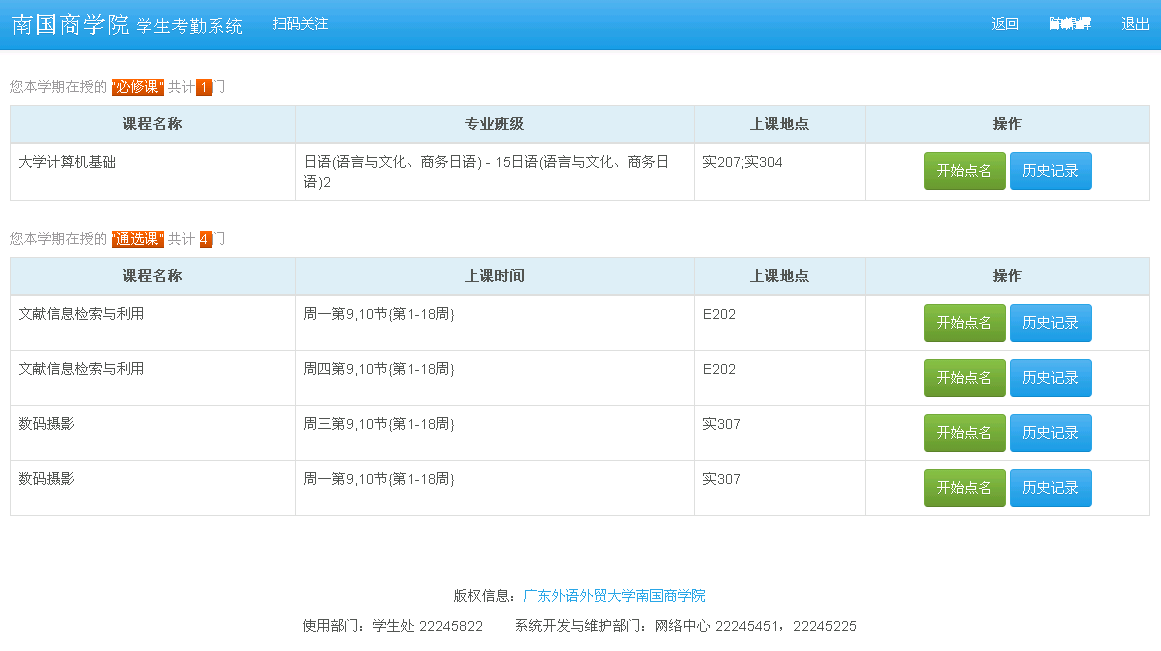 南国商学院 学生考勤系统 扫码关注 返回 退出
您本学期在授的 "必修课" 共计 1 门
课程名称 专业班级 上课地点 操作
大学计算机基础 日语(语言与文化、商务日语) - 15日语(语言与文化、商务日 实207;实304 开始点名 历史记录
语)2
您本学期在授的 "通选课" 共计 4 门
课程名称 上课时间 上课地点 操作
文献信息检索与利用 周一第9,10节{第1-18周} E202 开始点名 历史记录
文献信息检索与利用 周四第9,10节{第1-18周} E202 开始点名 历史记录
数码摄影 周三第9,10节{第1-18周} 实307 开始点名 历史记录
数码摄影 周一第9,10节{第1-18周} 实307 开始点名 历史记录
版权信息：广东外语外贸大学南国商学院
使用部门：学生处 22245822 系统开发与维护部门：网络中心 22245451，22245225